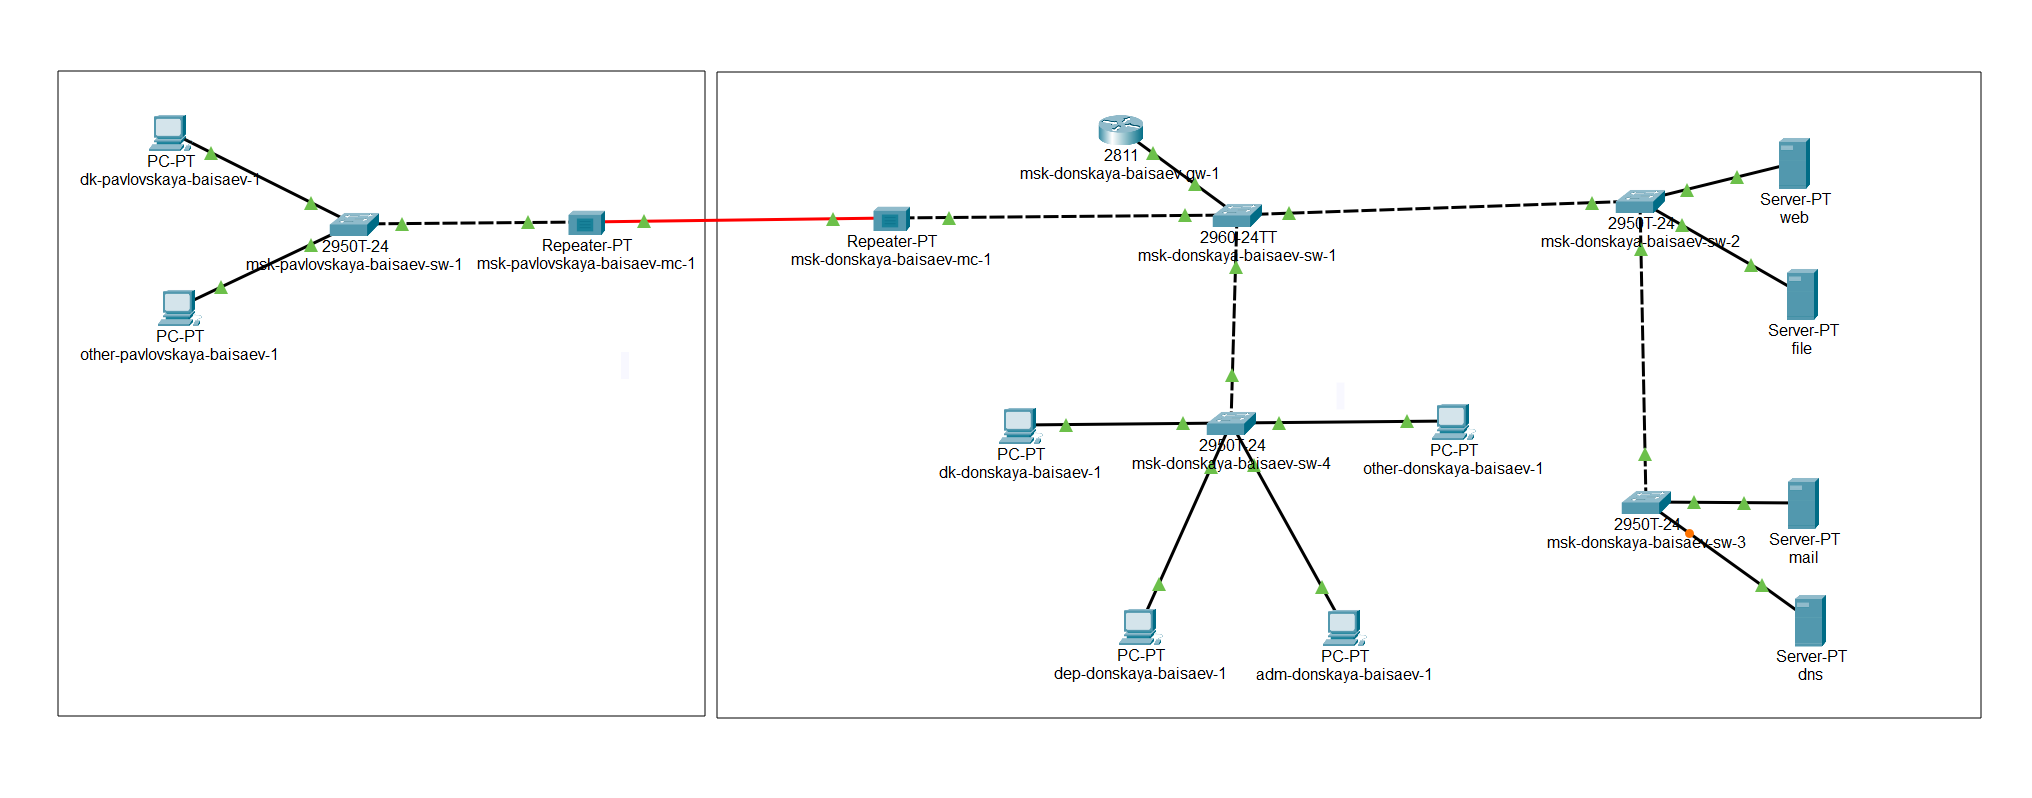 PC-PT
dk-pavlovskaya-baisaev-1
2950T-24
msk-pavlovskaya-baisaev-sw-1
PC-PT
other-pavlovskaya-baisaev-1
Repeater-PT
msk-pavlovskaya-baisaev-mc-1
Repeater-PT
msk-donskaya-baisaev-mc-1
2811
msk-donskaya-baisaev-gw-1
2960-24TT
msk-donskaya-baisaev-sw-1
2950T-24
msk-donskaya-baisaev-sw-2
Server-PT
web
Server-PT
file
PC-PT
dk-donskaya-baisaev-1
2950T-24
msk-donskaya-baisaev-sw-4
PC-PT
other-donskaya-baisaev-1
2950T-24
msk-donskaya-baisaev-sw-3
Server-PT
mail
PC-PT
dep-donskaya-baisaev-1
PC-PT
adm-donskaya-baisaev-1
Server-PT
dns